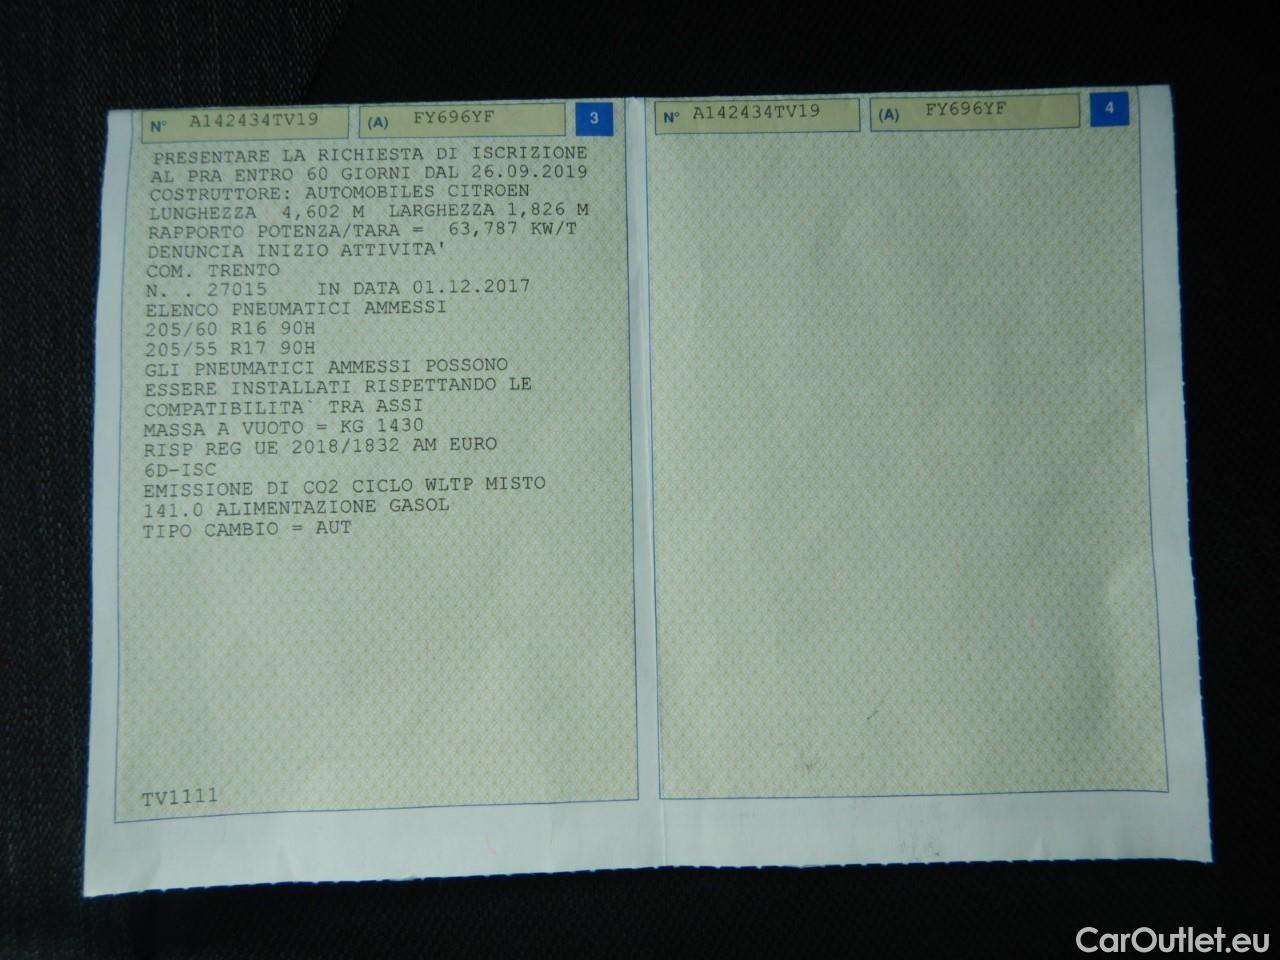 N° A142434TV19 (A) FY696YF 3
PRESENTARE LA RICHIESTA DI ISCRIZIONE
AL PRA ENTRO 60 GIORNI DAL 26.09.2019
COSTRUTTORE: AUTOMOBILES CITROEN
LUNGHEZZA 4,602 M LARGHEZZA 1,826 M
RAPPORTO POTENZA/TARA = 63,787 KW/T
DENUNCIA INIZIO ATTIVITA'
COM. TRENTO
N. . 27015 IN DATA 01.12.2017
ELENCO PNEUMATICI AMMESSI
205/60 R16 90H
205/55 R17 90H
GLI PNEUMATICI AMMESSI POSSONO
ESSERE INSTALLATI RISPETTANDO LE
COMPATIBILITA` TRA ASSI
MASSA A VUOTO = KG 1430
RISP REG UE 2018/1832 AM EURO
6D-ISC
EMISSIONE DI CO2 CICLO WLTP MISTO
141.0 ALIMENTAZIONE GASOL
TIPO CAMBIO = AUT
TV1111
N° A142434TV19 (A) FY696YF 4
CarOutlet.eu